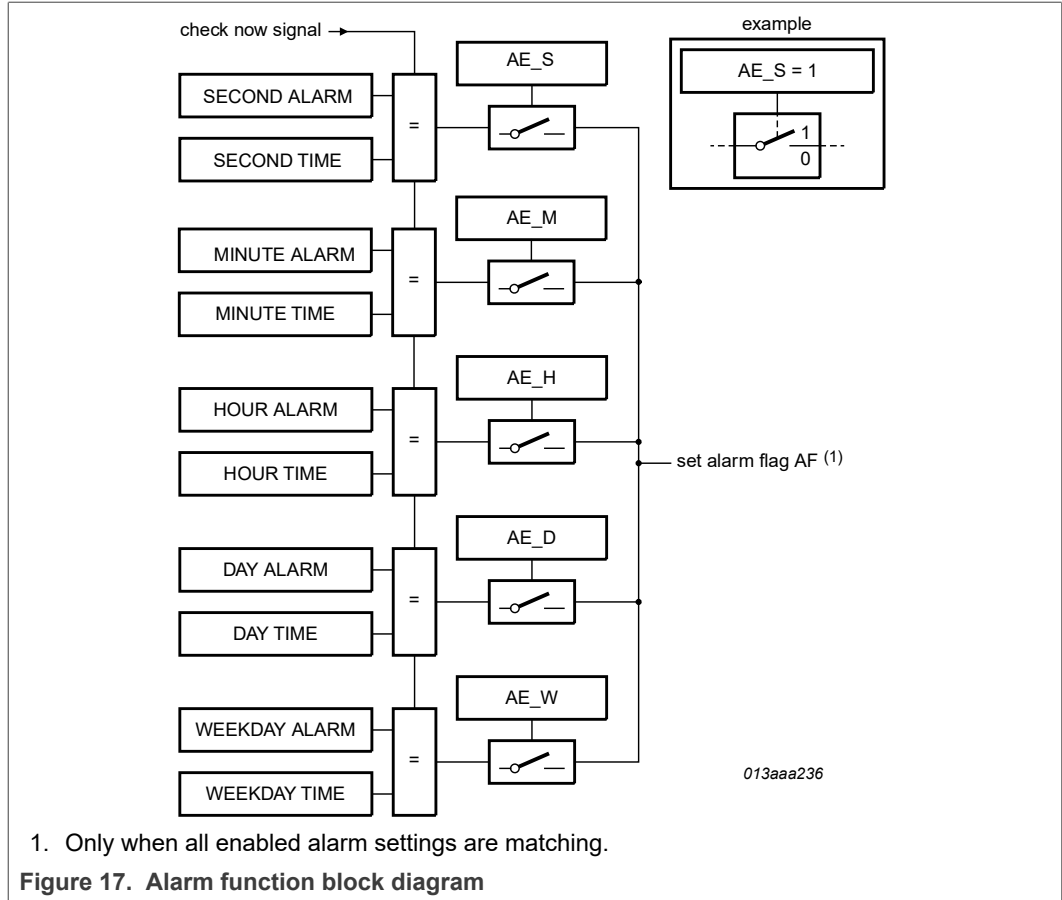 check now signal
example
AE_S
AE_S = 1
SECOND ALARM
=
1
0
SECOND TIME
AE_M
MINUTE ALARM
=
MINUTE TIME
AE_H
HOUR ALARM
=
set alarm flag AF (1)
HOUR TIME
AE_D
DAY ALARM
=
DAY TIME
AE_W
WEEKDAY ALARM
=
WEEKDAY TIME
013aaa236
1. Only when all enabled alarm settings are matching.
Figure 17. Alarm function block diagram